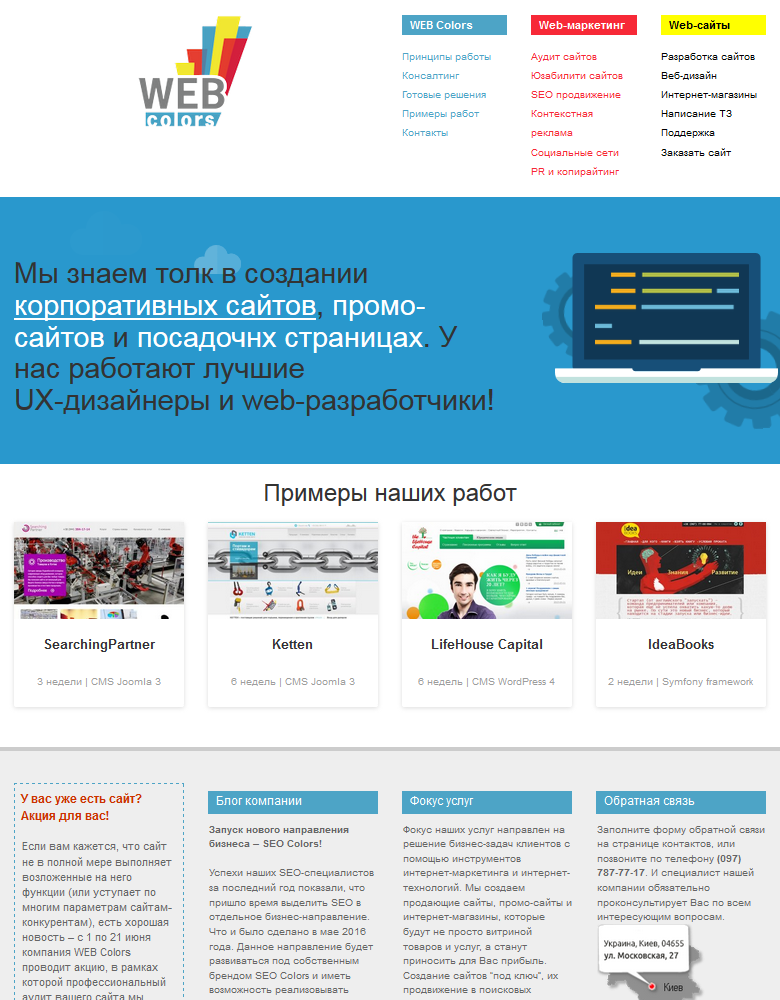 WEB
colors
WEB Colors
Принципы работы
Консалтинг
Готовые решения
Примеры работ
Контакты
Web-маркетинг
Аудит сайтов
Юзабилити сайтов
SEO продвижение
Контекстная
реклама
Социальные сети
PR и копирайтинг
Web-сайты
Разработка сайтов
Веб-дизайн
Интернет-магазины
Написание ТЗ
Поддержка
Заказать сайт
Мы знаем толк в создании
корпоративных сайтов, промо-
сайтов и посадочнх страницах. У
нас работают лучшие
UX-дизайнеры и web-разработчики!
Примеры наших работ
SearchingPartner
3 недели | CMS Joomla 3
KETTEN
Ketten
6 недель | CMS Joomla 3
LifeHouse Capital
6 недель | CMS WordPress 4
idea
Идеи Знания Развитие
IdeaBooks
2 недели | Symfony framework
У вас уже есть сайт?
Акция для вас!
Если вам кажется, что сайт
не в полной мере выполняет
возложенные на него
функции (или уступает по
многим параметрам сайтам-
конкурентам), есть хорошая
новость – с 1 по 21 июня
компания WEB Colors
проводит акцию, в рамках
которой профессиональный
аудит вашего сайта мы
Блог компании
Запуск нового направления
бизнеса – SEO Colors!
Успехи наших SEO-специалистов
за последний год показали, что
пришло время выделить SEO в
отдельное бизнес-направление.
Что и было сделано в мае 2016
года. Данное направление будет
развиваться под собственным
брендом SEO Colors и иметь
возможность реализовывать
Фокус услуг
Фокус наших услуг направлен на
решение бизнес-задач клиентов с
помощью инструментов
интернет-маркетинга и интернет-
технологий. Мы создаем
продающие сайты, промо-сайты и
интернет-магазины, которые
будут не просто витриной
товаров и услуг, а станут
приносить для Вас прибыль.
Создание сайтов "под ключ", их
продвижение в поисковых
Обратная связь
Заполните форму обратной связи
на странице контактов, или
позвоните по телефону (097)
787-77-17. И специалист нашей
компании обязательно
проконсультирует Вас по всем
интересующим вопросам.
Украина, Киев, 04655
ул. Московская, 27
Киев